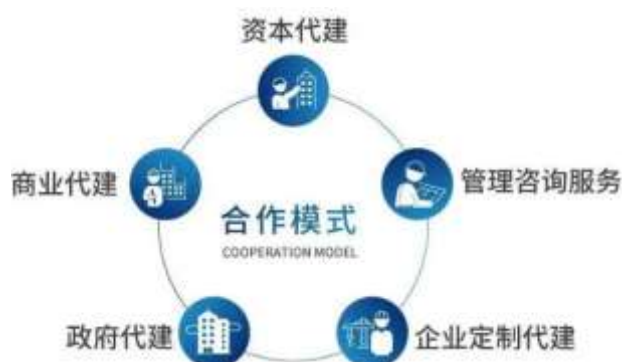 资本代建
商业代建
管理咨询服务
合作模式
COOPERATION MODEL
政府代建
企业定制代建